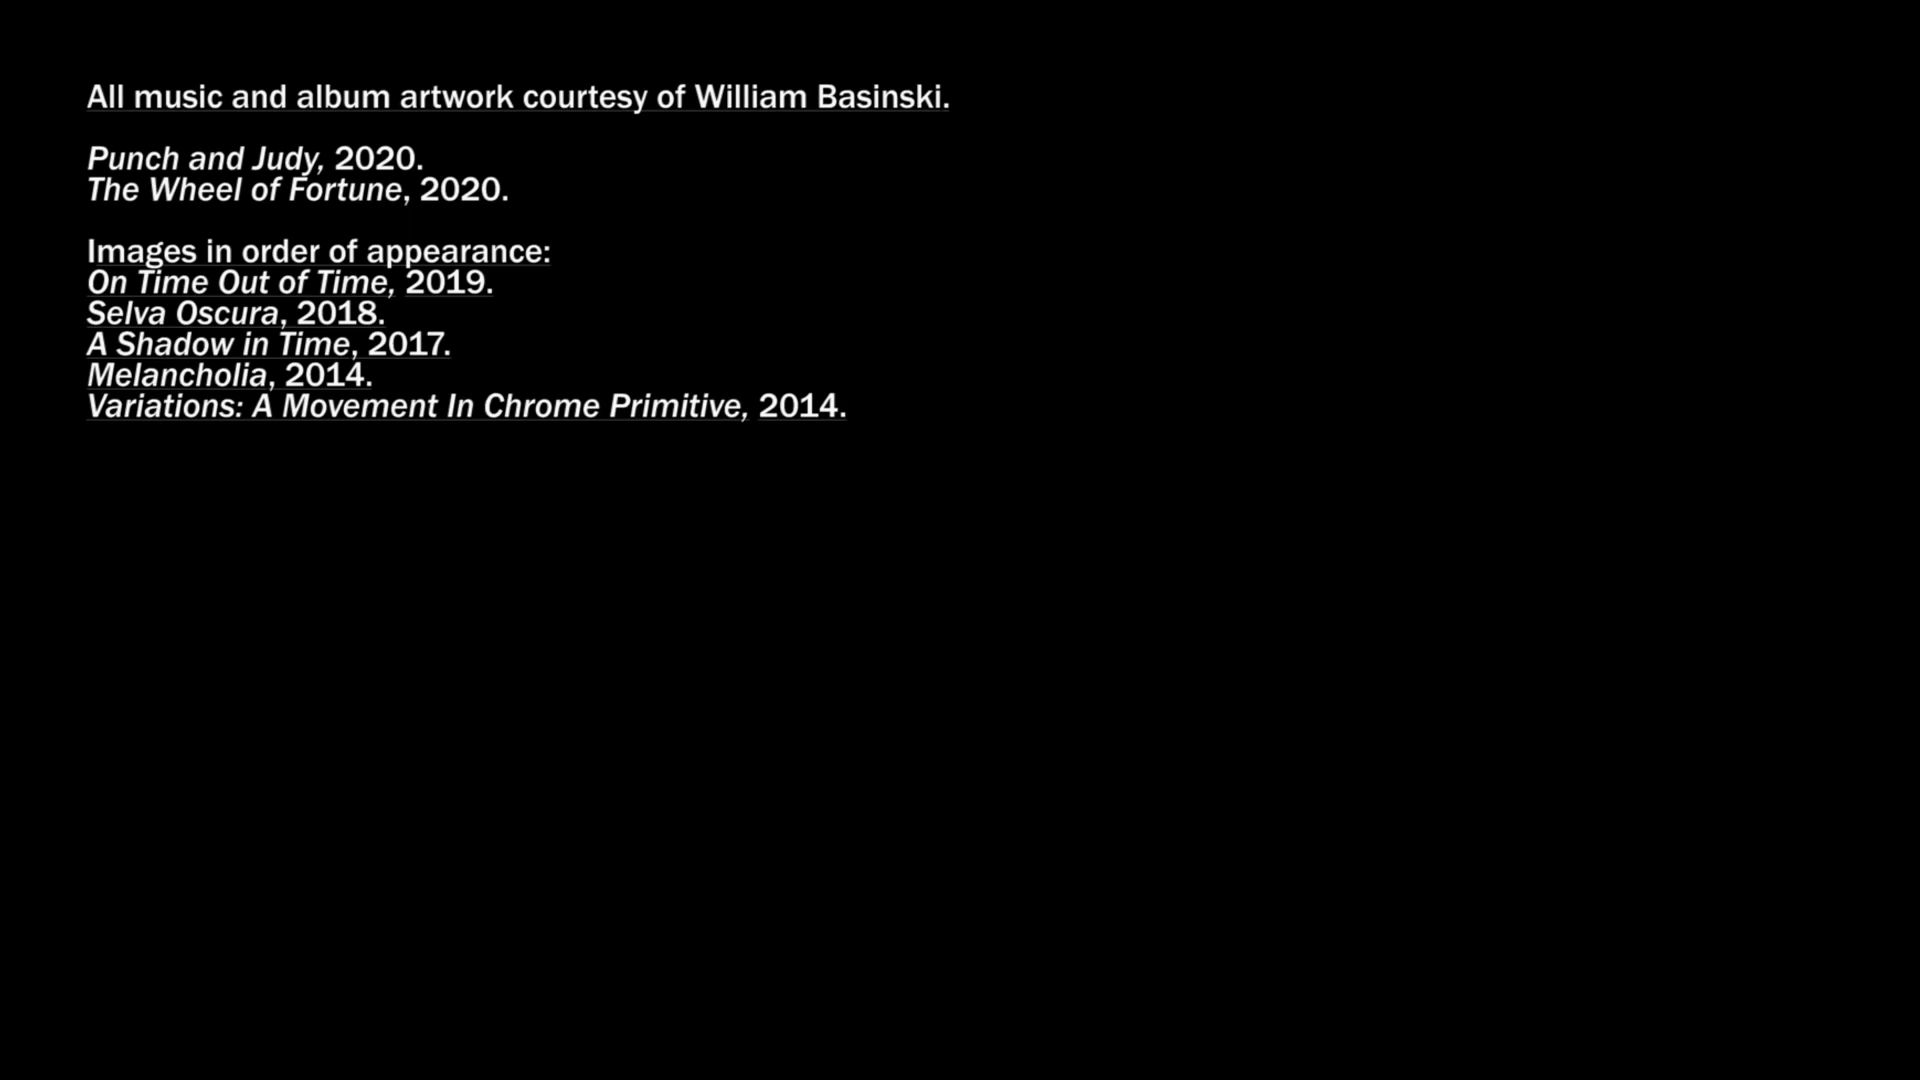 All music and album artwork courtesy of William Basinski.
Punch and Judy, 2020.
The Wheel of Fortune, 2020.
Images in order of appearance:
On Time Out of Time, 2019.
Selva Oscura, 2018.
A Shadow in Time, 2017.
Melancholia, 2014.
Variations: A Movement In Chrome Primitive, 2014.